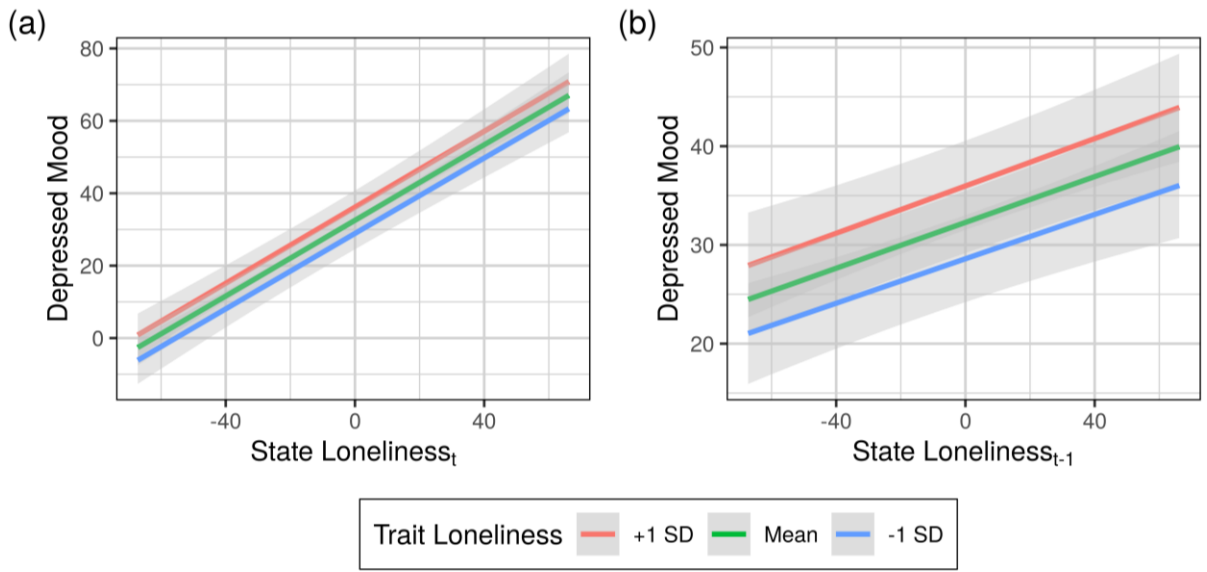 (a)
Depressed Mood
80
60
40
20
0
-40 0 40
State Loneliness_t
(b)
Depressed Mood
50
40
30
20
-40 0 40
State Loneliness_t-1
Trait Loneliness +1 SD Mean -1 SD